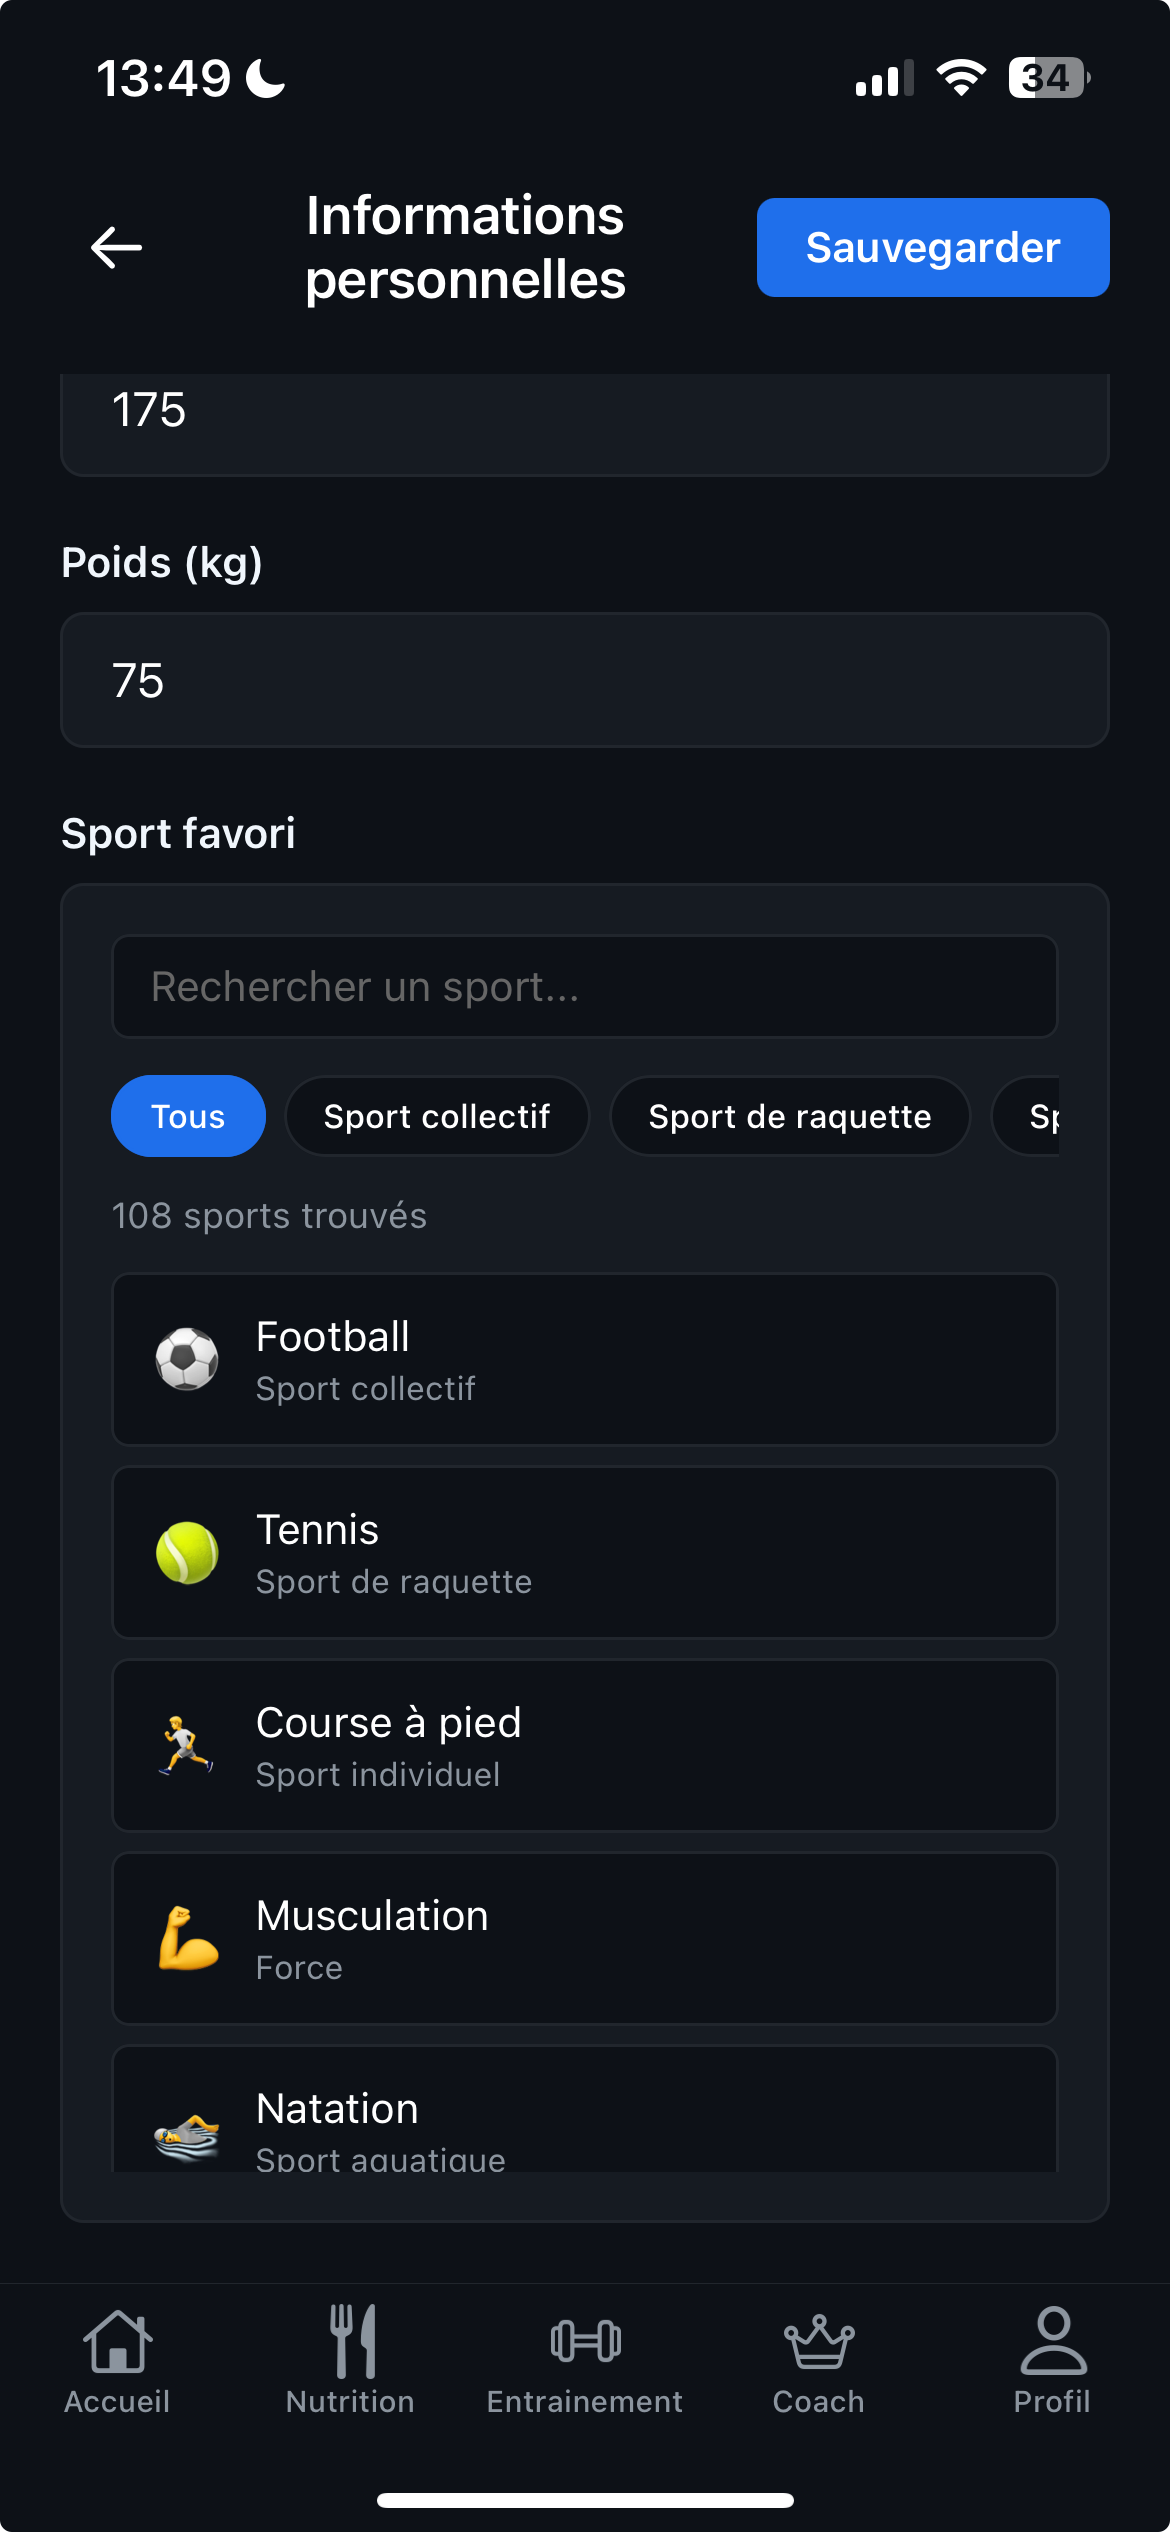 13:49
34
Informations
personnelles
Sauvegarder
175
Poids (kg)
75
Sport favori
Rechercher un sport...
Tous
Sport collectif
Sport de raquette
Sp
108 sports trouvés
Football
Sport collectif
Tennis
Sport de raquette
Course à pied
Sport individuel
Musculation
Force
Natation
Sport aquatique
Accueil
Nutrition
Entrainement
Coach
Profil